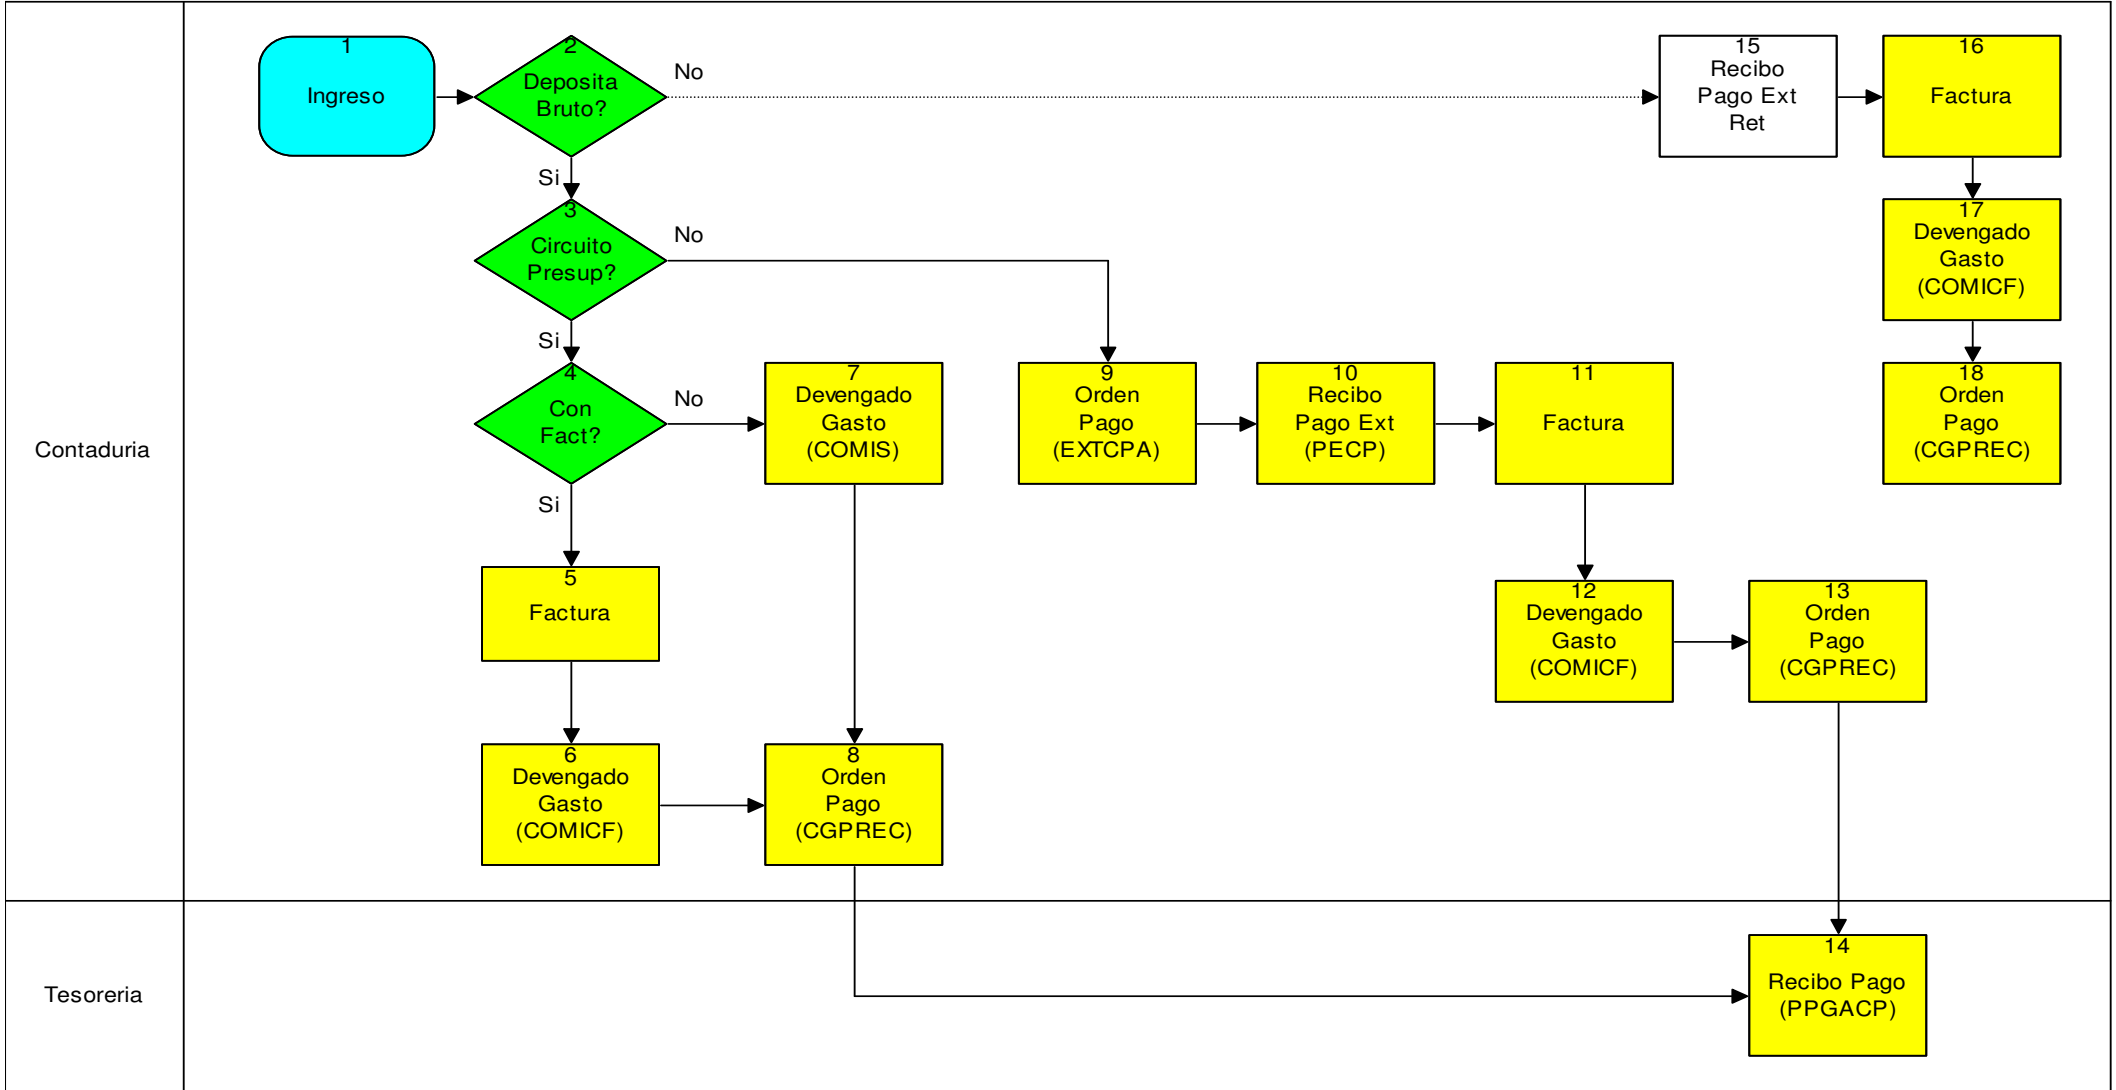 Contaduria
1
Ingreso
2
Deposita
Bruto?
No
Si
3
Circuito
Presup?
No
Si
4
Con
Fact?
No
Si
5
Factura
6
Devengado
Gasto
(COMICF)
7
Devengado
Gasto
(COMIS)
8
Orden
Pago
(CGPREC)
9
Orden
Pago
(EXTCPA)
10
Recibo
Pago Ext
(PECP)
11
Factura
12
Devengado
Gasto
(COMICF)
13
Orden
Pago
(CGPREC)
15
Recibo
Pago Ext
Ret
16
Factura
17
Devengado
Gasto
(COMICF)
18
Orden
Pago
(CGPREC)
Tesoreria
14
Recibo Pago
(PPGACP)